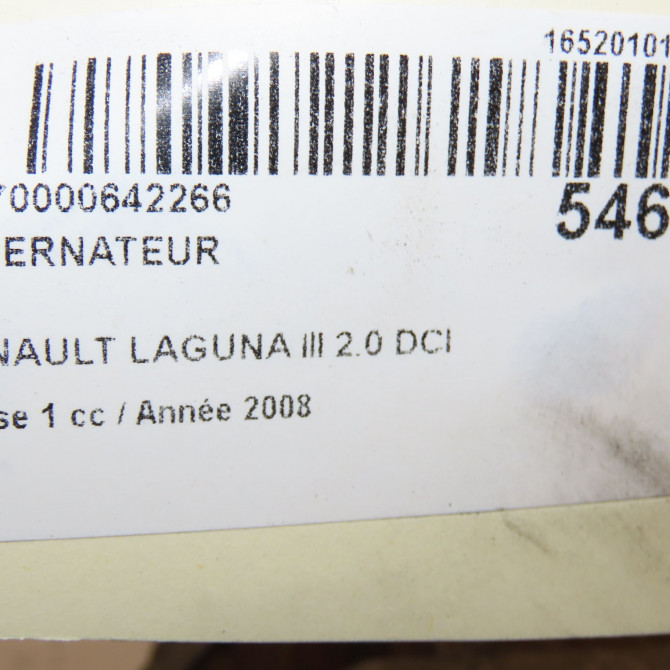 16520101
70000642266
546
ERNATEUR
NAULT LAGUNA III 2.0 DCI
se 1 cc / Année 2008